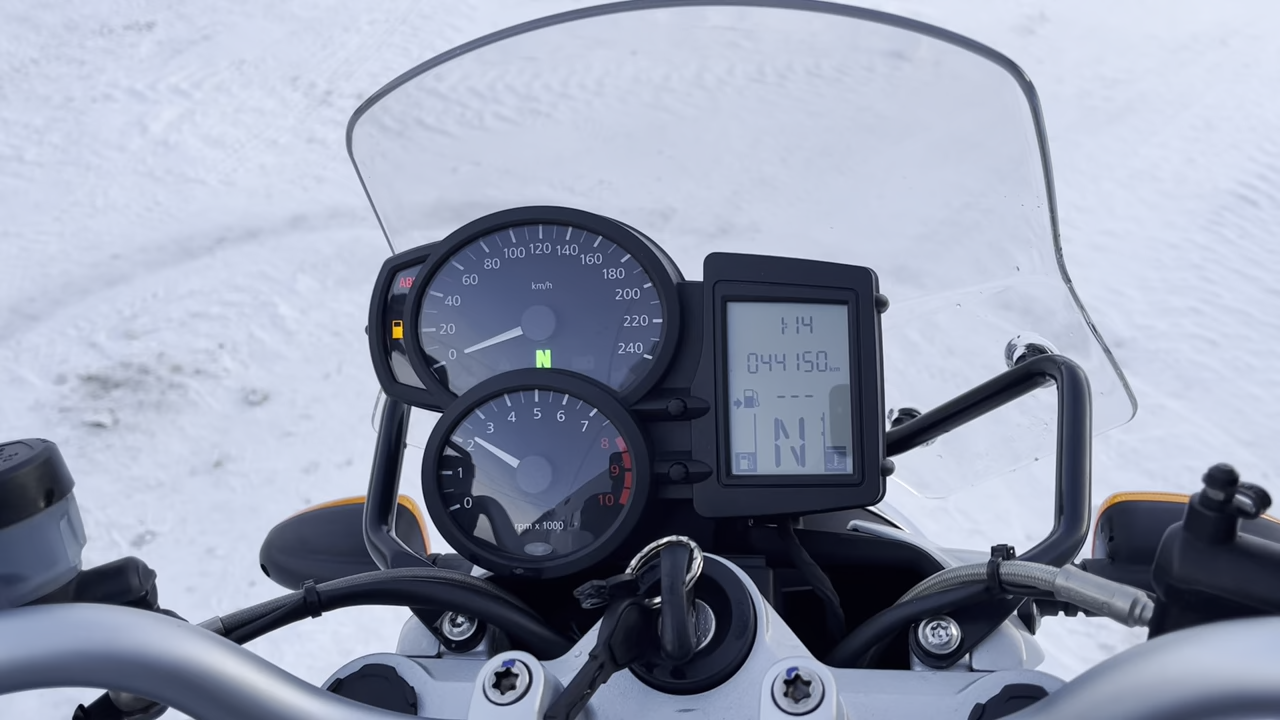 ABS
0 20 40 60 80 100 120 140 160 180 200 220 240
km/h
N
0 1 2 3 4 5 6 7 8 9 10
rpm x 1000
1:14
044150 km
---
N